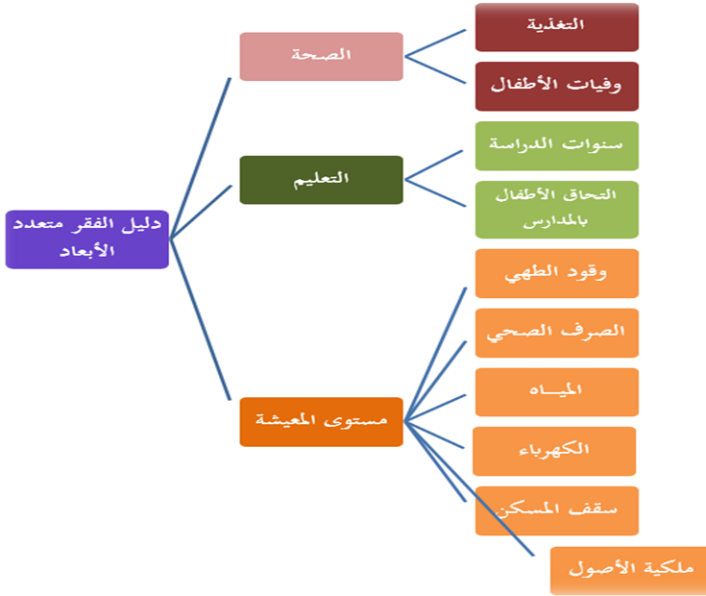 دليل الفقر متعدد
الأبعاد
الصحة
التغذية
وفيات الأطفال
التعليم
سنوات الدراسة
التحاق الأطفال
بالمدارس
مستوى المعيشة
وقود الطهي
الصرف الصحي
الميـــاه
الكهرباء
سقف المسكن
ملكية الأصول